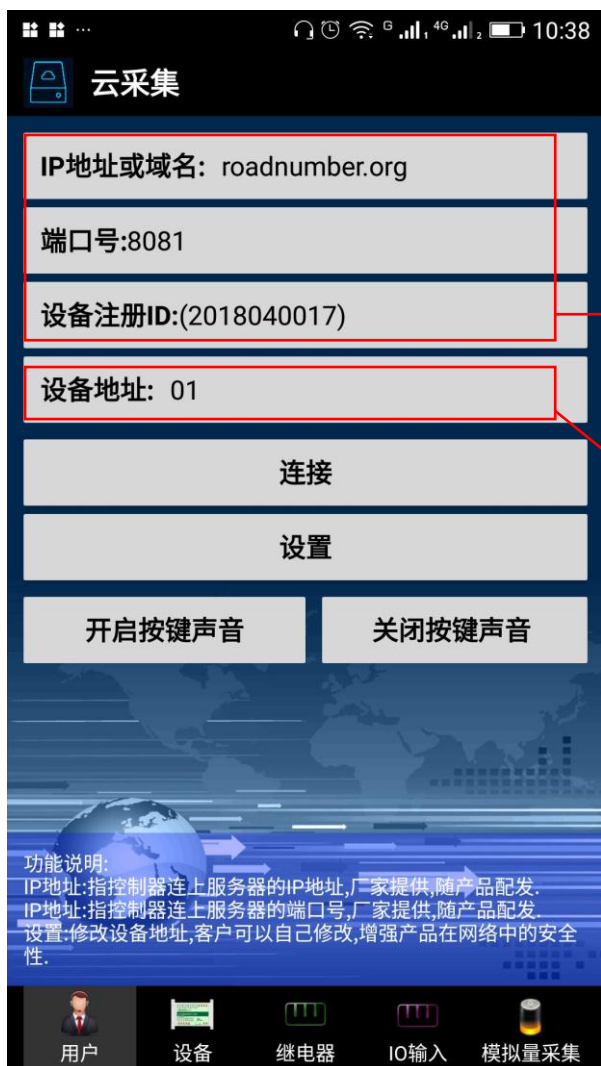 ... G 1 4G 2 10:38
云采集
IP地址或域名: roadnumber.org
端口号:8081
设备注册ID:(2018040017)
设备地址: 01
连接
设置
开启按键声音 关闭按键声音
功能说明:
IP地址:指控制器连上服务器的IP地址,厂家提供,随产品配发.
IP地址:指控制器连上服务器的端口号,厂家提供,随产品配发.
设置:修改设备地址,客户可以自己修改,增强产品在网络中的安全
性.
用户 设备 继电器 IO输入 模拟量采集